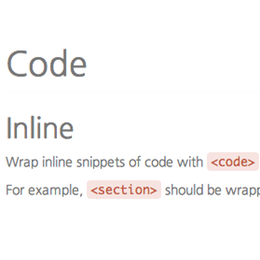 Code
Inline
Wrap inline snippets of code with <code>
For example, <section> should be wrapp